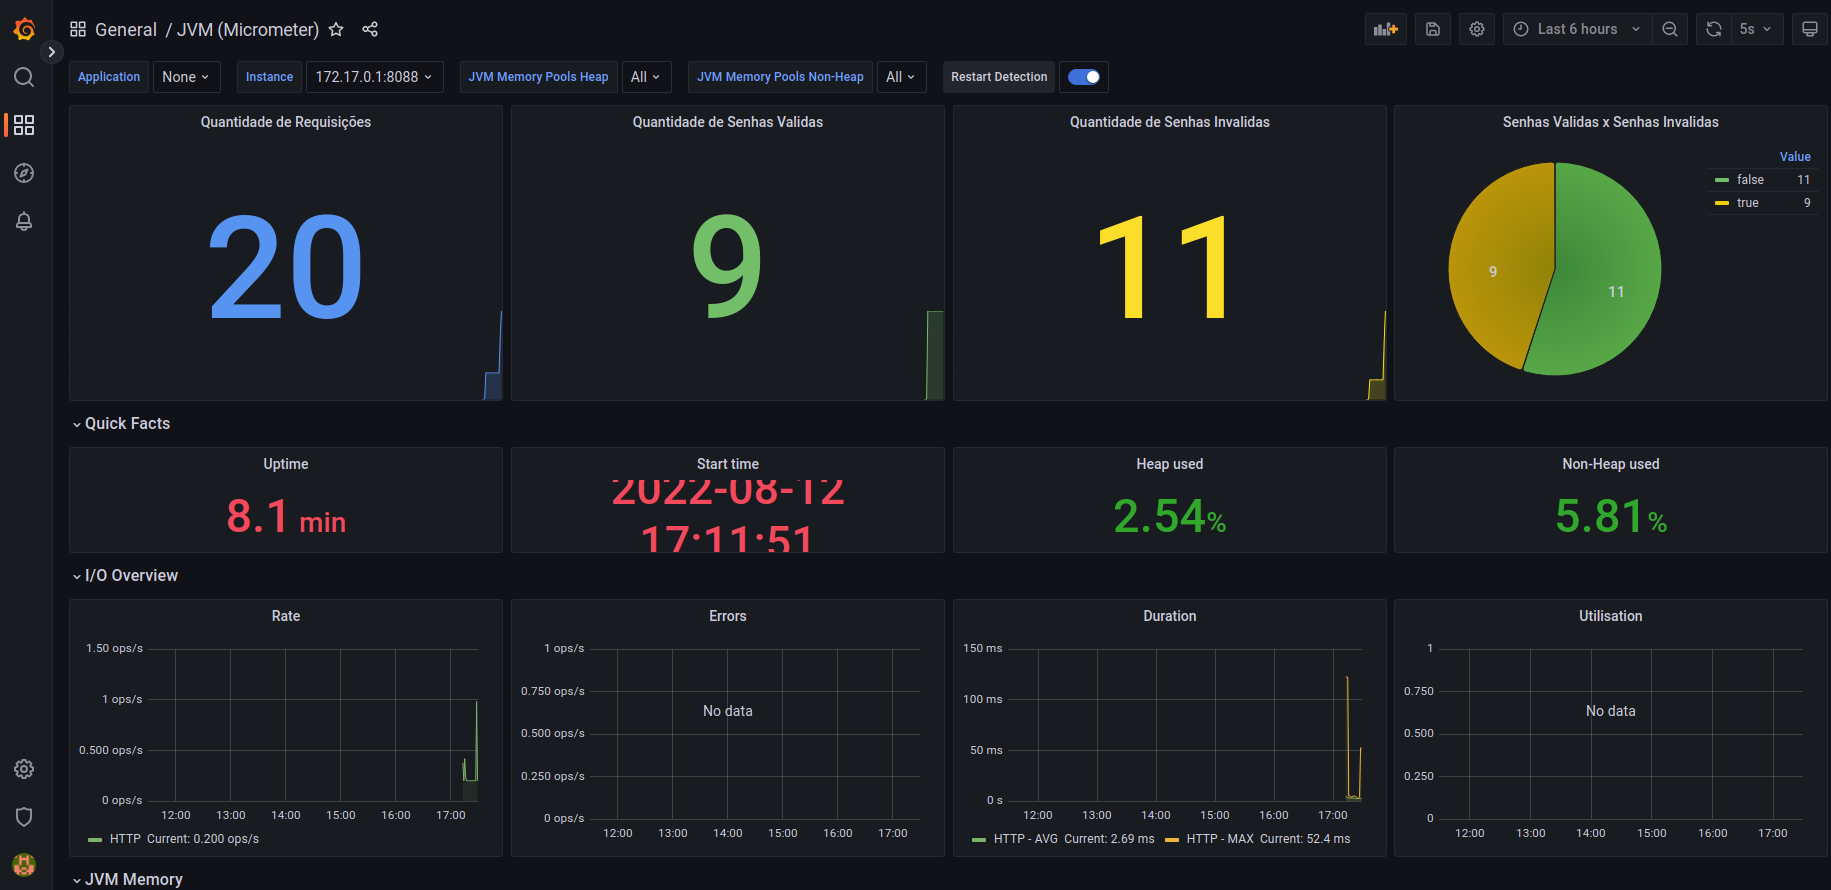 General / JVM (Micrometer)
Last 6 hours
5s
Application None Instance 172.17.0.1:8088 JVM Memory Pools Heap All JVM Memory Pools Non-Heap All Restart Detection
Quantidade de Requisições
20
Quantidade de Senhas Validas
9
Quantidade de Senhas Invalidas
11
Senhas Validas x Senhas Invalidas
Value
false 11
true 9
9
11
Quick Facts
Uptime
8.1 min
Start time
2022-08-12
17:11:51
Heap used
2.54%
Non-Heap used
5.81%
I/O Overview
Rate
1.50 ops/s
1 ops/s
0.500 ops/s
0 ops/s
12:00 13:00 14:00 15:00 16:00 17:00
HTTP Current: 0.200 ops/s
Errors
1 ops/s
0.750 ops/s
No data
0.500 ops/s
0.250 ops/s
0 ops/s
12:00 13:00 14:00 15:00 16:00 17:00
Duration
150 ms
100 ms
50 ms
0 s
12:00 13:00 14:00 15:00 16:00 17:00
HTTP - AVG Current: 2.69 ms HTTP - MAX Current: 52.4 ms
Utilisation
1
0.750
No data
0.500
0.250
0
12:00 13:00 14:00 15:00 16:00 17:00
JVM Memory